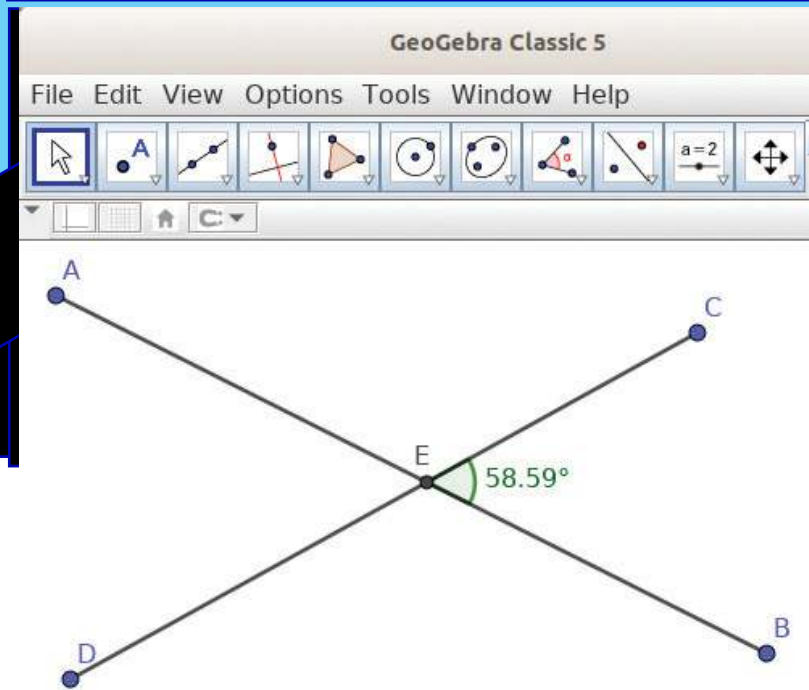 GeoGebra Classic 5
File Edit View Options Tools Window Help
A α a=2
A
C
E
58.59°
D
B